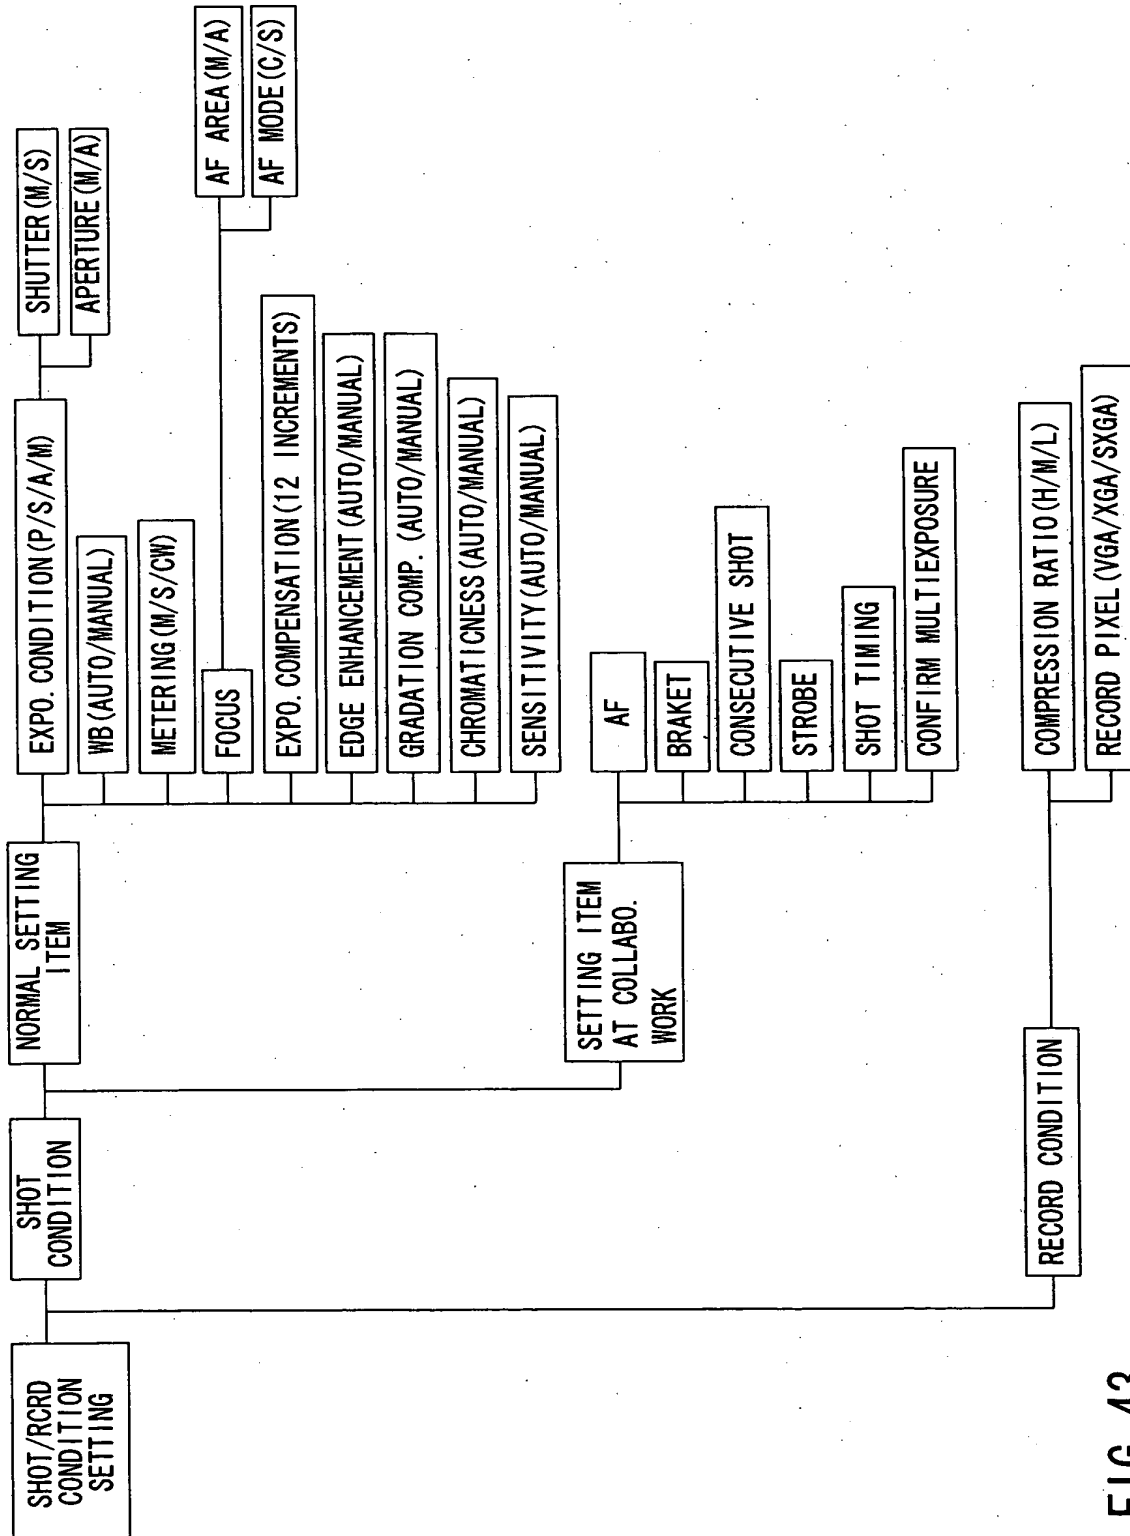 SHOT/RCRD
CONDITION
SETTING
SHOT
CONDITION
NORMAL SETTING
ITEM
EXPO. CONDITION(P/S/A/M)
SHUTTER(M/S)
APERTURE(M/A)
WB(AUTO/MANUAL)
METERING(M/S/CW)
FOCUS
AF AREA(M/A)
AF MODE(C/S)
EXPO. COMPENSATION(12 INCREMENTS)
EDGE ENHANCEMENT(AUTO/MANUAL)
GRADATION COMP. (AUTO/MANUAL)
CHROMATICNESS(AUTO/MANUAL)
SENSITIVITY(AUTO/MANUAL)
SETTING ITEM
AT COLLABO.
WORK
AF
BRAKET
CONSECUTIVE SHOT
STROBE
SHOT TIMING
CONFIRM MULTIEXPOSURE
RECORD CONDITION
COMPRESSION RATIO(H/M/L)
RECORD PIXEL(VGA/XGA/SXGA)
FIG. 43